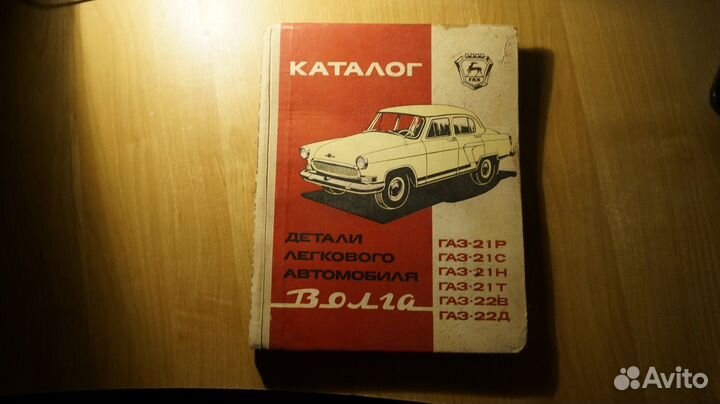 КАТАЛОГ
ГАЗ
ДЕТАЛИ
ЛЕГКОВОГО
АВТОМОБИЛЯ
Волга
ГАЗ-21Р
ГАЗ-21С
ГАЗ-21Н
ГАЗ-21Т
ГАЗ-22В
ГАЗ-22Д
Avito